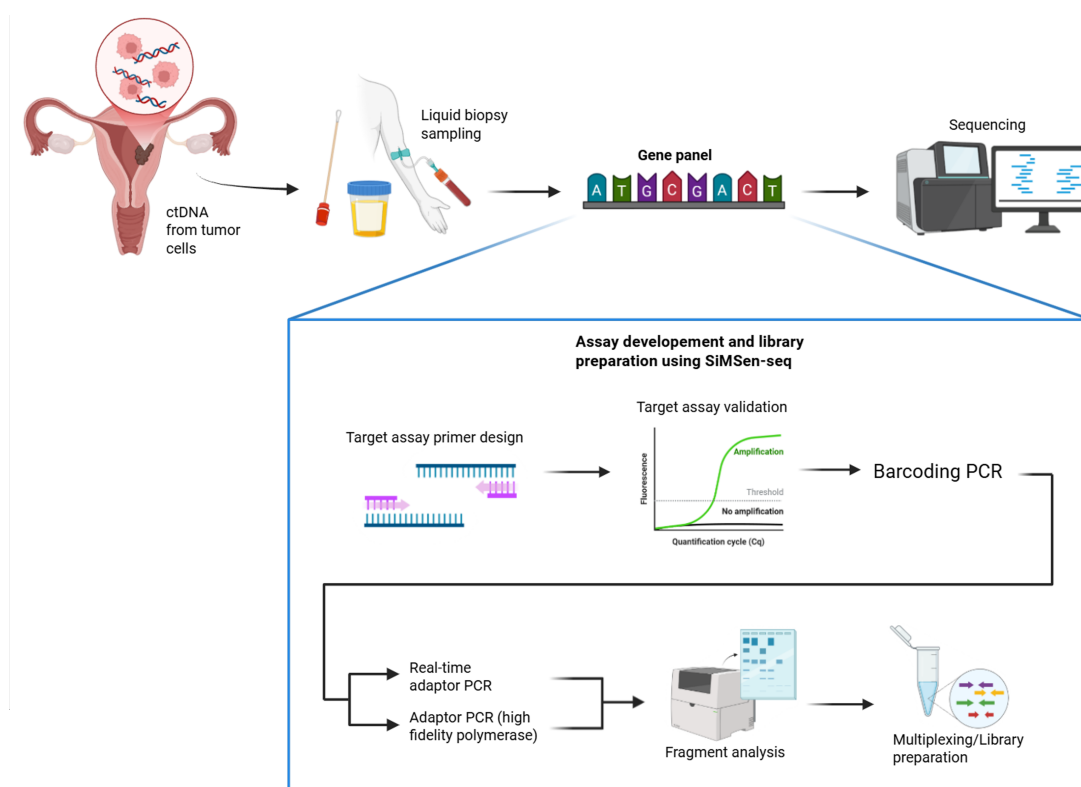 Liquid biopsy
sampling
Sequencing
Gene panel
A T G C G A C T
ctDNA
from tumor
cells
Assay developement and library
preparation using SiMSen-seq
Target assay primer design
Target assay validation
Fluorescence
Amplification
Threshold
No amplification
Quantification cycle (Cq)
Barcoding PCR
Real-time
adaptor PCR
Adaptor PCR (high
fidelity polymerase)
Fragment analysis
Multiplexing/Library
preparation